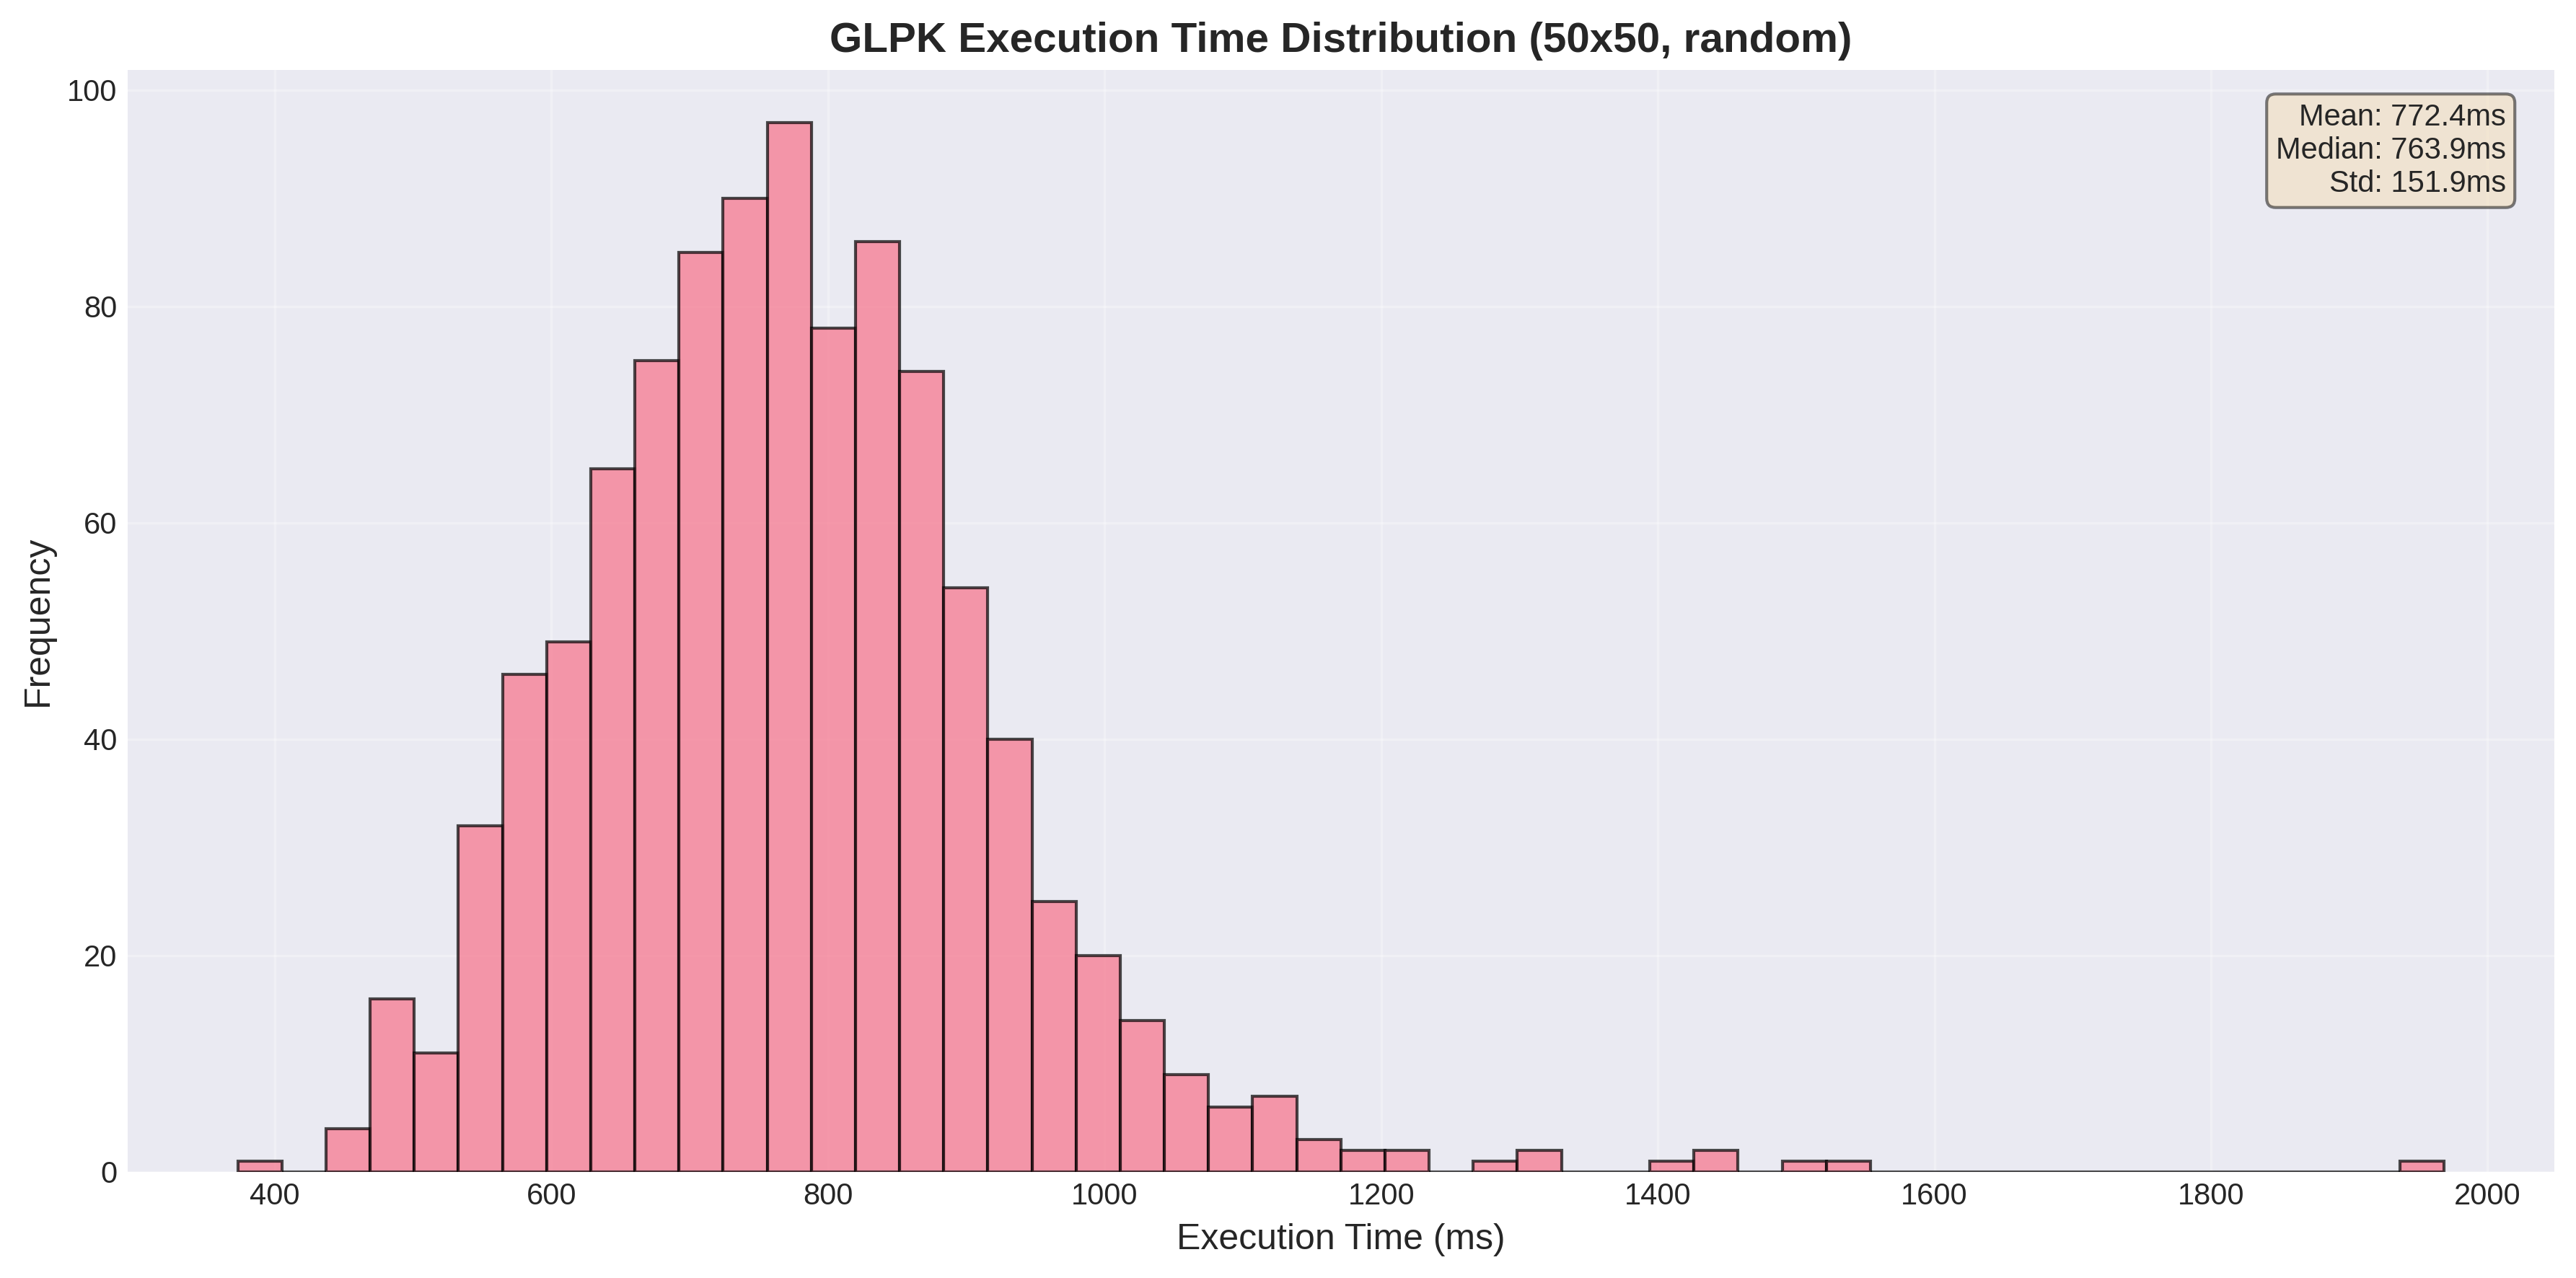 GLPK Execution Time Distribution (50x50, random)
Mean: 772.4ms
Median: 763.9ms
Std: 151.9ms
Frequency
100
80
60
40
20
0
400 600 800 1000 1200 1400 1600 1800 2000
Execution Time (ms)